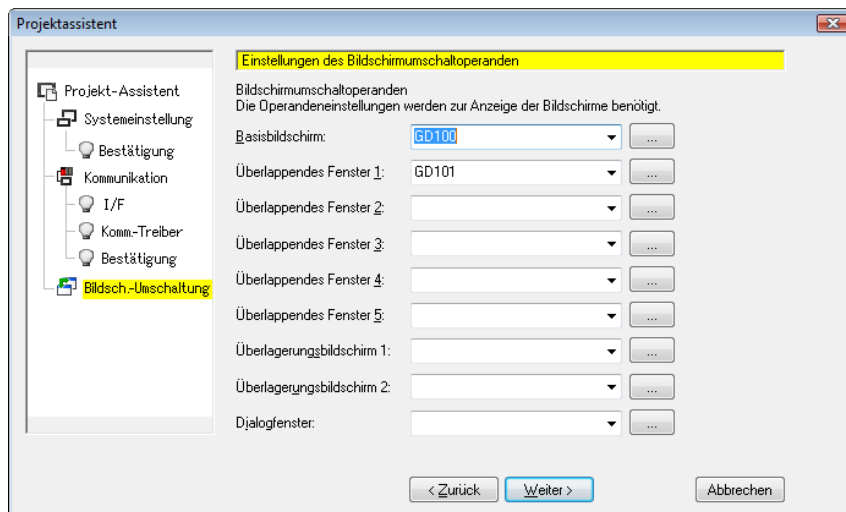 Projektassistent
Projekt-Assistent
Systemeinstellung
Bestätigung
Kommunikation
I/F
Komm.-Treiber
Bestätigung
Bildsch.-Umschaltung
Einstellungen des Bildschirmumschaltoperanden
Bildschirmumschaltoperanden
Die Operandeneinstellungen werden zur Anzeige der Bildschirme benötigt.
Basisbildschirm: GD100 ...
Überlappendes Fenster 1: GD101 ...
Überlappendes Fenster 2: ...
Überlappendes Fenster 3: ...
Überlappendes Fenster 4: ...
Überlappendes Fenster 5: ...
Überlagerungsbildschirm 1: ...
Überlagerungsbildschirm 2: ...
Dialogfenster: ...
< Zurück Weiter > Abbrechen